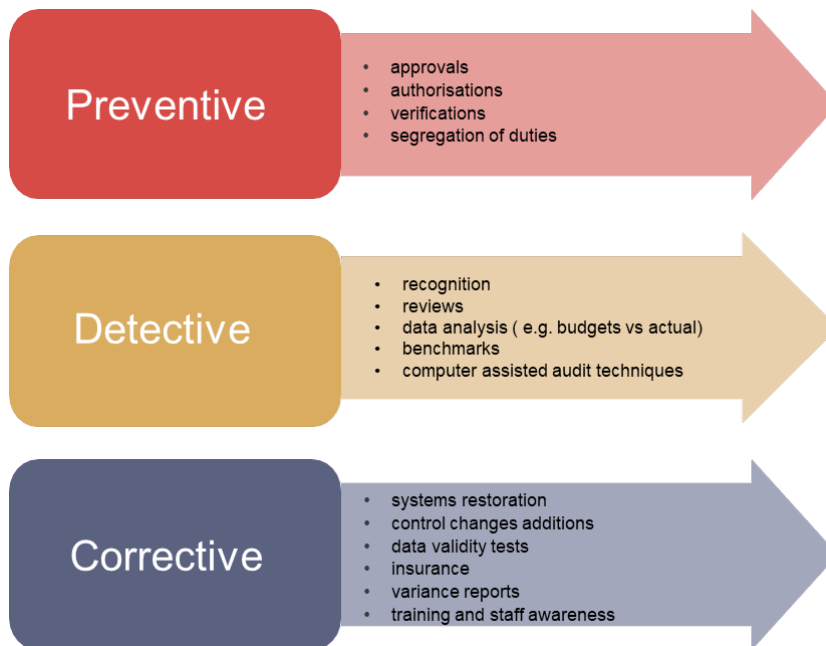 Preventive
• approvals
• authorisations
• verifications
• segregation of duties
Detective
• recognition
• reviews
• data analysis ( e.g. budgets vs actual)
• benchmarks
• computer assisted audit techniques
Corrective
• systems restoration
• control changes additions
• data validity tests
• insurance
• variance reports
• training and staff awareness